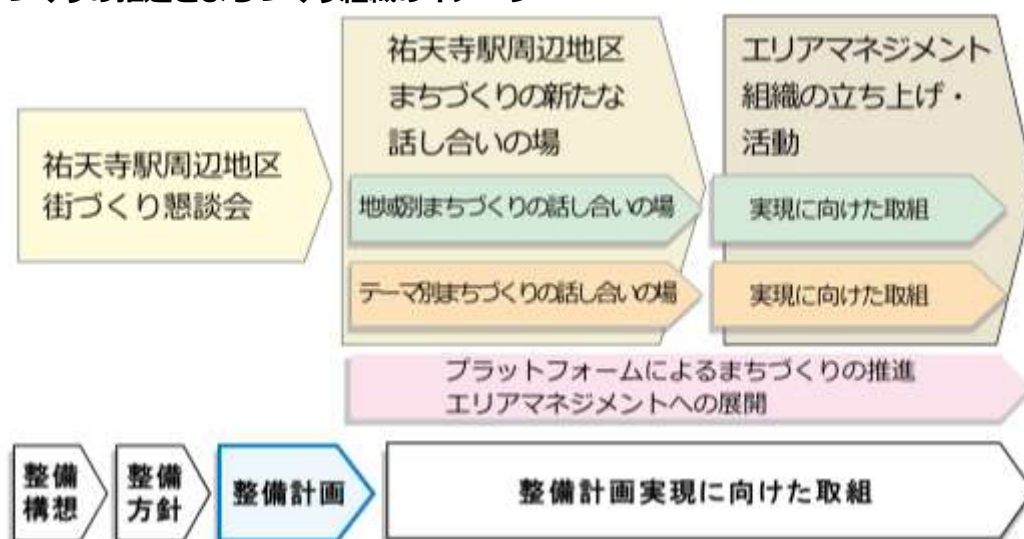 祐天寺駅周辺地区
街づくり懇談会
祐天寺駅周辺地区
まちづくりの新たな
話し合いの場
地域別まちづくりの話し合いの場
テーマ別まちづくりの話し合いの場
エリアマネジメント
組織の立ち上げ・
活動
実現に向けた取組
実現に向けた取組
プラットフォームによるまちづくりの推進
エリアマネジメントへの展開
整備
構想
整備
方針
整備計画
整備計画実現に向けた取組